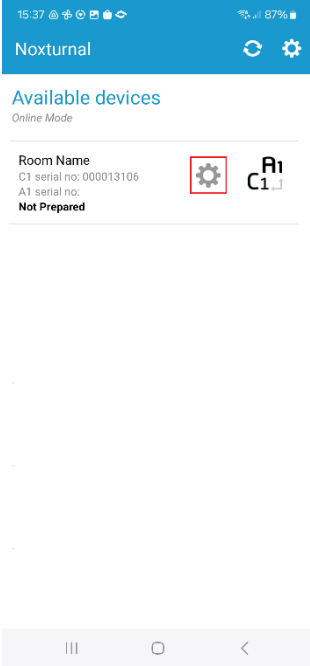 15:37 87%
Noxturnal
Available devices
Online Mode
Room Name
C1 serial no: 000013106
A1 serial no:
Not Prepared
A1
C1